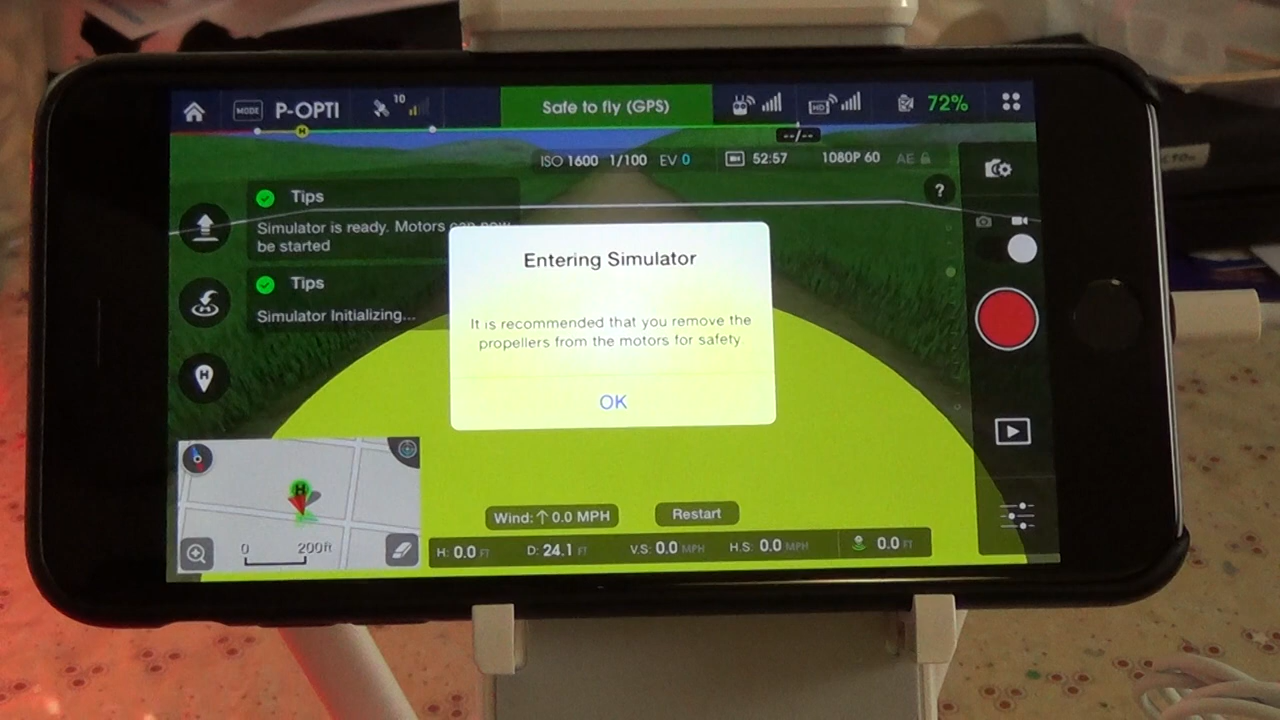 MODE P-OPTI 10 Safe to fly (GPS) HD 72%
H
--/--
ISO 1600 1/100 EV 0 52:57 1080P 60 AE
Tips
Simulator is ready. Motors can now
be started
?
Tips
Simulator Initializing...
Entering Simulator
It is recommended that you remove the
propellers from the motors for safety.
OK
H
H
0 200ft
Wind: ↑ 0.0 MPH Restart
H: 0.0 FT D: 24.1 FT V.S: 0.0 MPH H.S: 0.0 MPH 0.0 FT